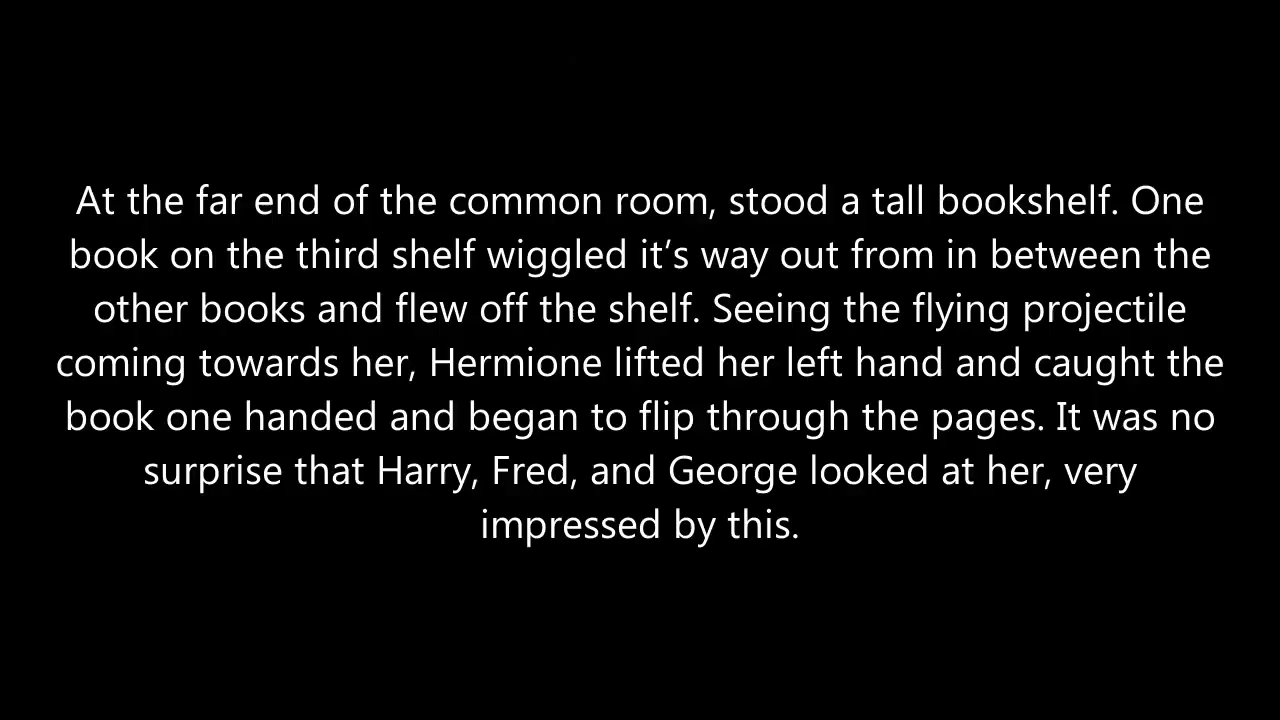 At the far end of the common room, stood a tall bookshelf. One
book on the third shelf wiggled it’s way out from in between the
other books and flew off the shelf. Seeing the flying projectile
coming towards her, Hermione lifted her left hand and caught the
book one handed and began to flip through the pages. It was no
surprise that Harry, Fred, and George looked at her, very
impressed by this.